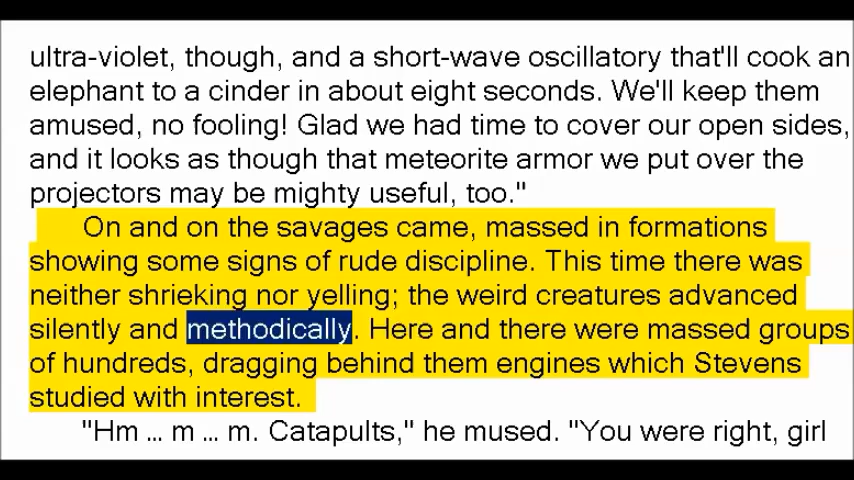 ultra-violet, though, and a short-wave oscillatory that'll cook an
elephant to a cinder in about eight seconds. We'll keep them
amused, no fooling! Glad we had time to cover our open sides,
and it looks as though that meteorite armor we put over the
projectors may be mighty useful, too."
On and on the savages came, massed in formations
showing some signs of rude discipline. This time there was
neither shrieking nor yelling; the weird creatures advanced
silently and methodically. Here and there were massed groups
of hundreds, dragging behind them engines which Stevens
studied with interest.
"Hm ... m ... m. Catapults," he mused. "You were right, girl